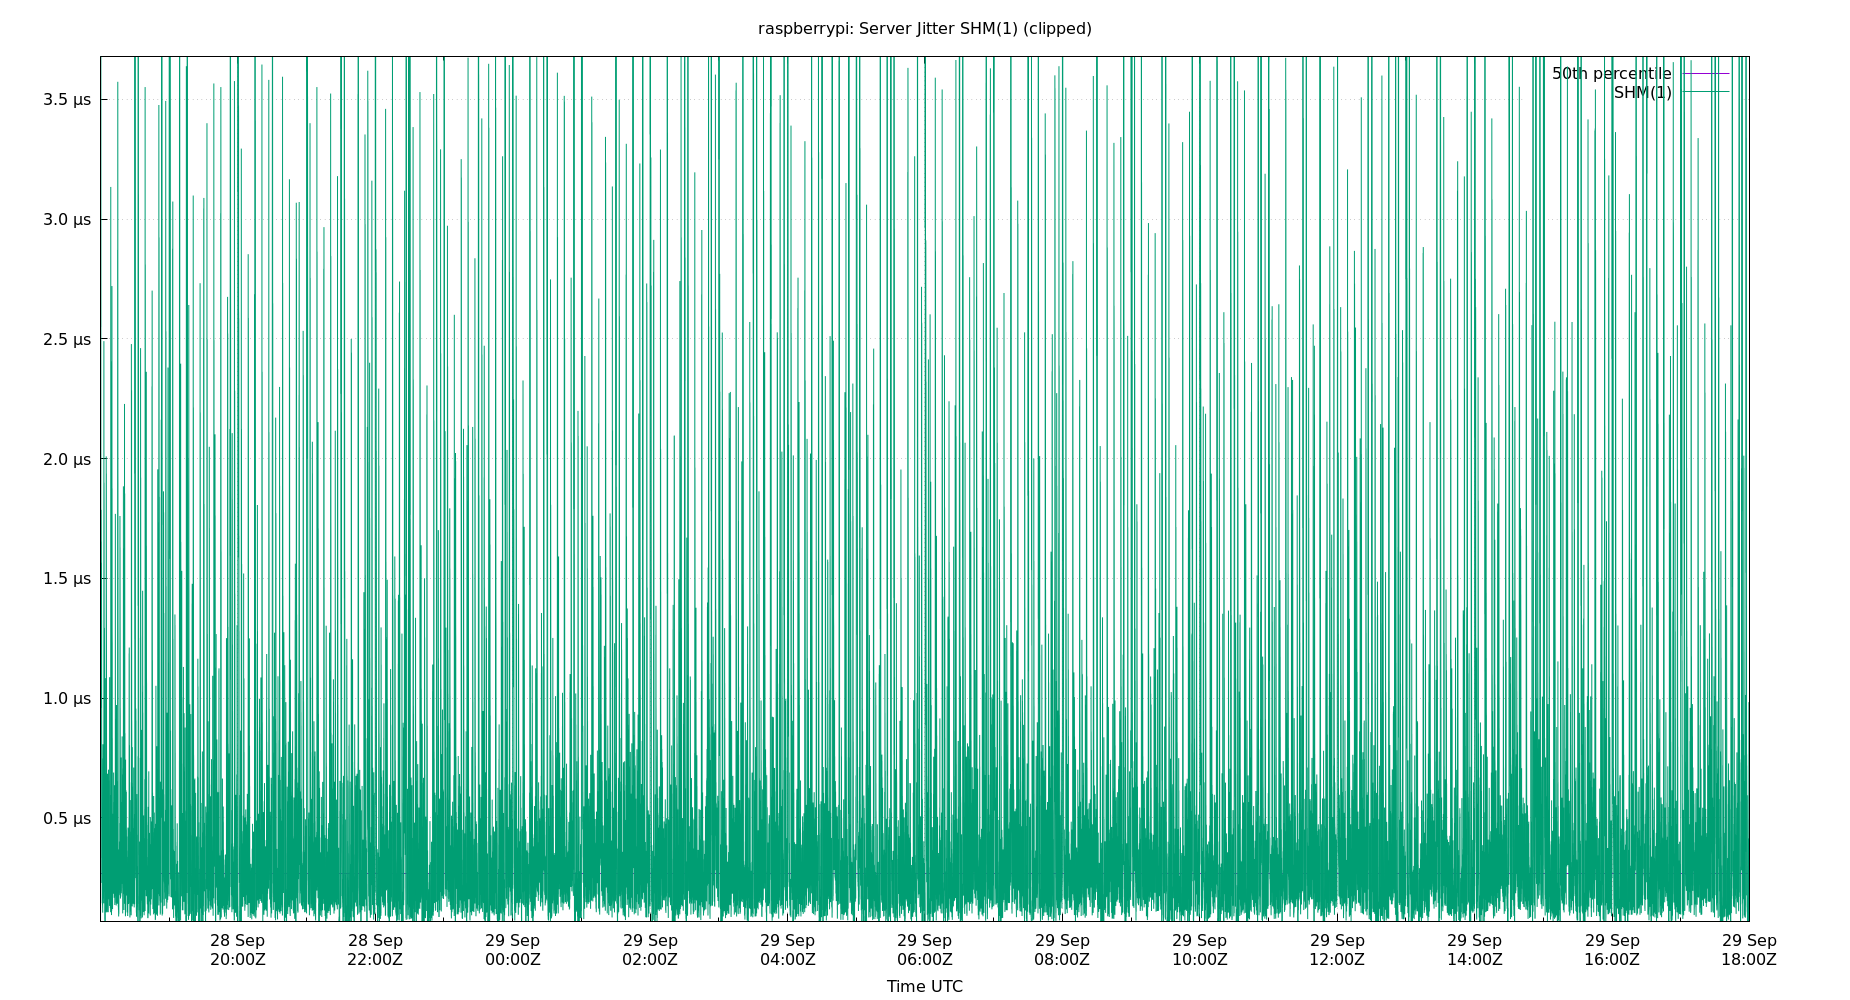 raspberrypi: Server Jitter SHM(1) (clipped)
50th percentile
SHM(1)
3.5 µs
3.0 µs
2.5 µs
2.0 µs
1.5 µs
1.0 µs
0.5 µs
28 Sep 28 Sep 29 Sep 29 Sep 29 Sep 29 Sep 29 Sep 29 Sep 29 Sep 29 Sep 29 Sep 29 Sep
20:00Z 22:00Z 00:00Z 02:00Z 04:00Z 06:00Z 08:00Z 10:00Z 12:00Z 14:00Z 16:00Z 18:00Z
Time UTC